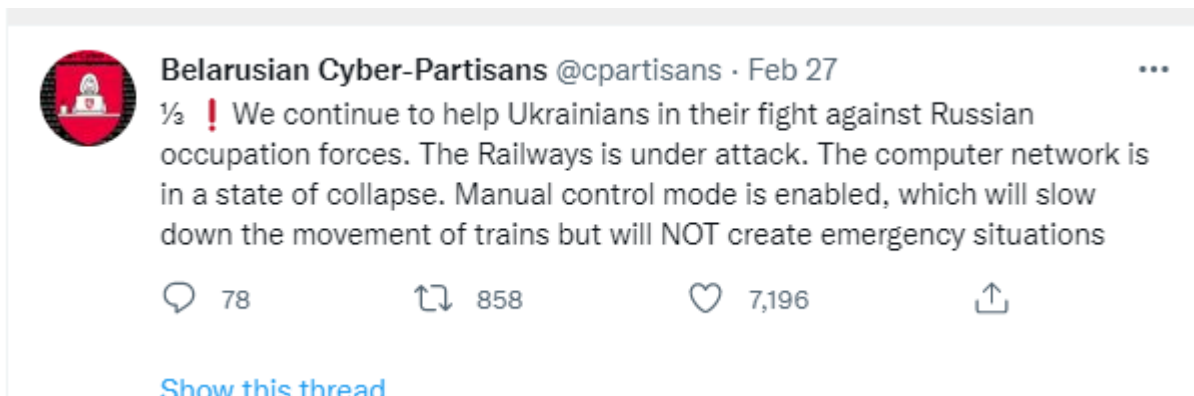 Belarusian Cyber-Partisans @cpartisans · Feb 27
⅓ ❗ We continue to help Ukrainians in their fight against Russian
occupation forces. The Railways is under attack. The computer network is
in a state of collapse. Manual control mode is enabled, which will slow
down the movement of trains but will NOT create emergency situations
78 858 7,196
Show this thread